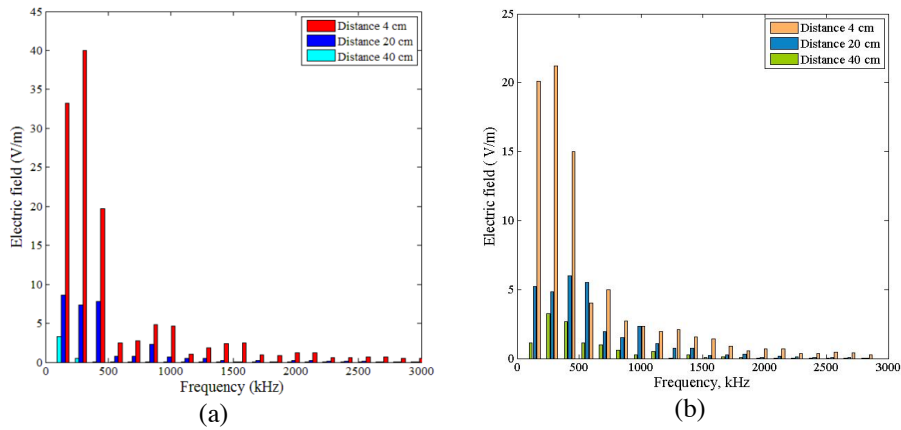 45
40
35
30
25
20
15
10
5
0
Electric field (V/m)
Distance 4 cm
Distance 20 cm
Distance 40 cm
0 500 1000 1500 2000 2500 3000
Frequency (kHz)
(a)
25
20
15
10
5
0
Electric field ( V/m)
Distance 4 cm
Distance 20 cm
Distance 40 cm
0 500 1000 1500 2000 2500 3000
Frequency, kHz
(b)